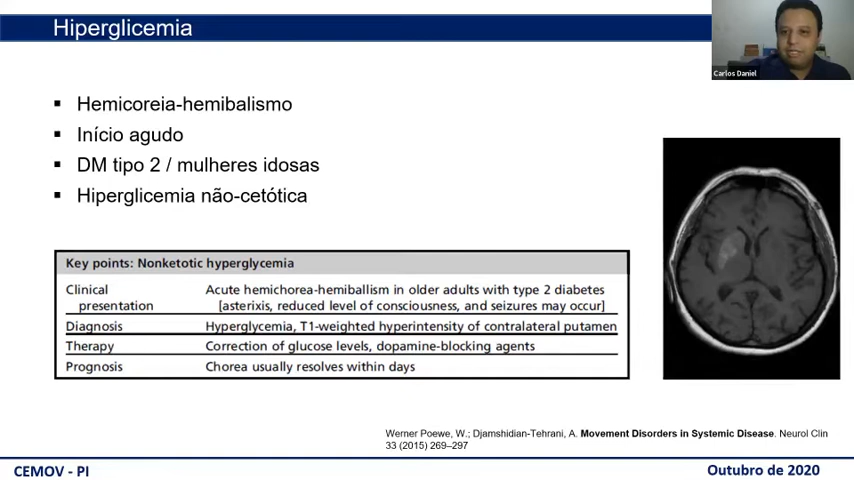 Hiperglicemia
Carlos Daniel
▪ Hemicoreia-hemibalismo
▪ Início agudo
▪ DM tipo 2 / mulheres idosas
▪ Hiperglicemia não-cetótica
Key points: Nonketotic hyperglycemia
Clinical presentation
Acute hemichorea-hemiballism in older adults with type 2 diabetes
[asterixis, reduced level of consciousness, and seizures may occur]
Diagnosis Hyperglycemia, T1-weighted hyperintensity of contralateral putamen
Therapy Correction of glucose levels, dopamine-blocking agents
Prognosis Chorea usually resolves within days
Werner Poewe, W.; Djamshidian-Tehrani, A. Movement Disorders in Systemic Disease. Neurol Clin
33 (2015) 269–297
CEMOV - PI
Outubro de 2020